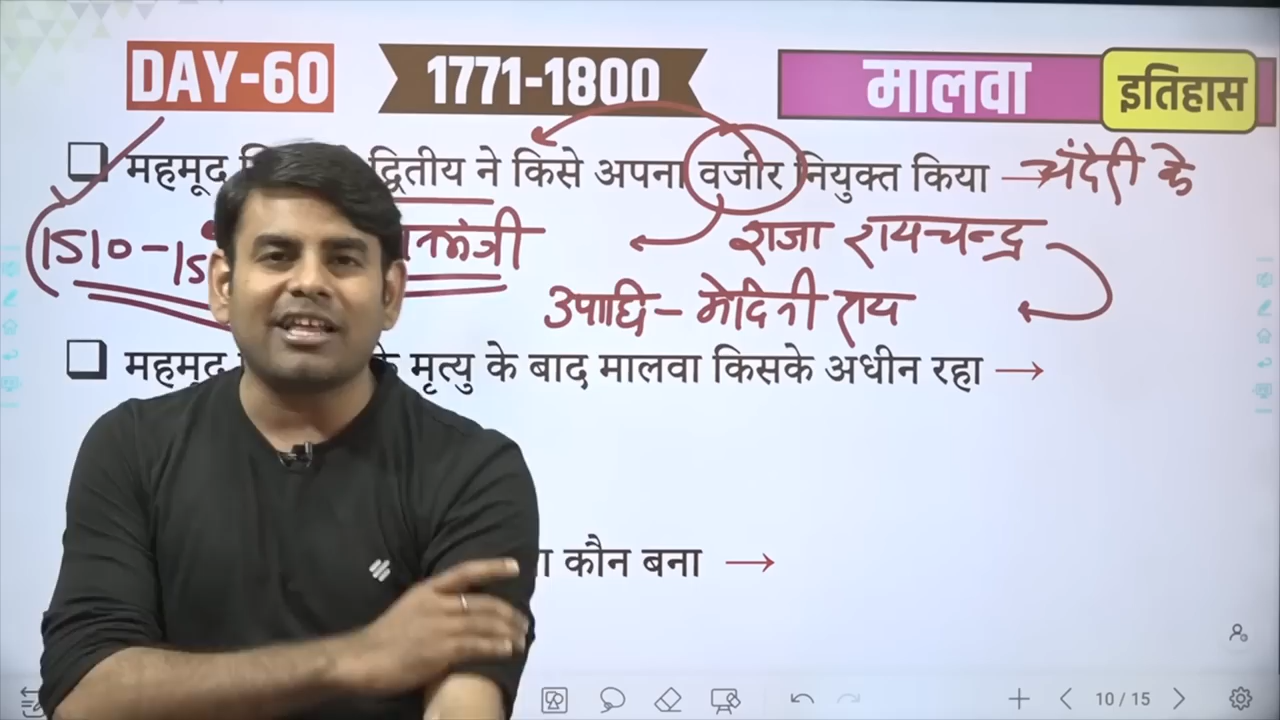 DAY-60 1771-1800 मालवा इतिहास
महमूद द्वितीय ने किसे अपना वजीर नियुक्त किया → चंदेरी के
1510-15 राजा रायचन्द्र
उपाधि - मेदिनी राय
महमूद के मृत्यु के बाद मालवा किसके अधीन रहा →
कौन बना →
10 / 15